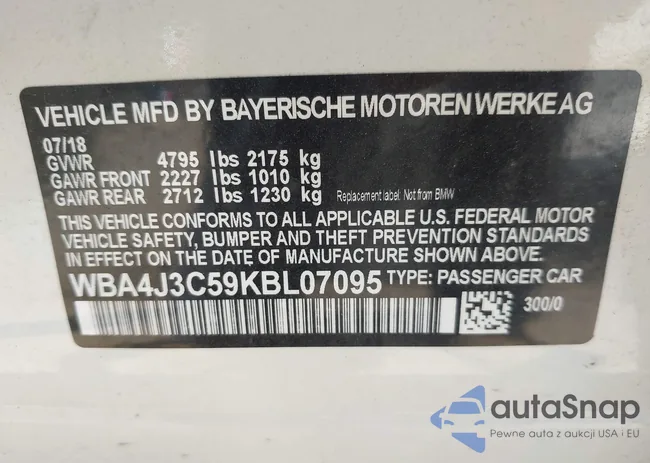 VEHICLE MFD BY BAYERISCHE MOTOREN WERKE AG
07/18
GVWR 4795 lbs 2175 kg
GAWR FRONT 2227 lbs 1010 kg
GAWR REAR 2712 lbs 1230 kg Replacement label: Not from BMW
THIS VEHICLE CONFORMS TO ALL APPLICABLE U.S. FEDERAL MOTOR
VEHICLE SAFETY, BUMPER AND THEFT PREVENTION STANDARDS
IN EFFECT ON THE DATE OF MANUFACTURE SHOWN ABOVE.
WBA4J3C59KBL07095 TYPE: PASSENGER CAR
300/0
autaSnap
Pewne auta z aukcji USA i EU